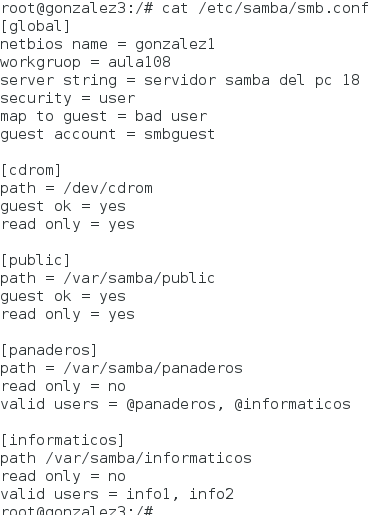 root@gonzalez3:/# cat /etc/samba/smb.conf
[global]
netbios name = gonzalez1
workgruop = aula108
server string = servidor samba del pc 18
security = user
map to guest = bad user
guest account = smbguest
[cdrom]
path = /dev/cdrom
guest ok = yes
read only = yes
[public]
path = /var/samba/public
guest ok = yes
read only = yes
[panaderos]
path = /var/samba/panaderos
read only = no
valid users = @panaderos, @informaticos
[informaticos]
path /var/samba/informaticos
read only = no
valid users = info1, info2
root@gonzalez3:/#